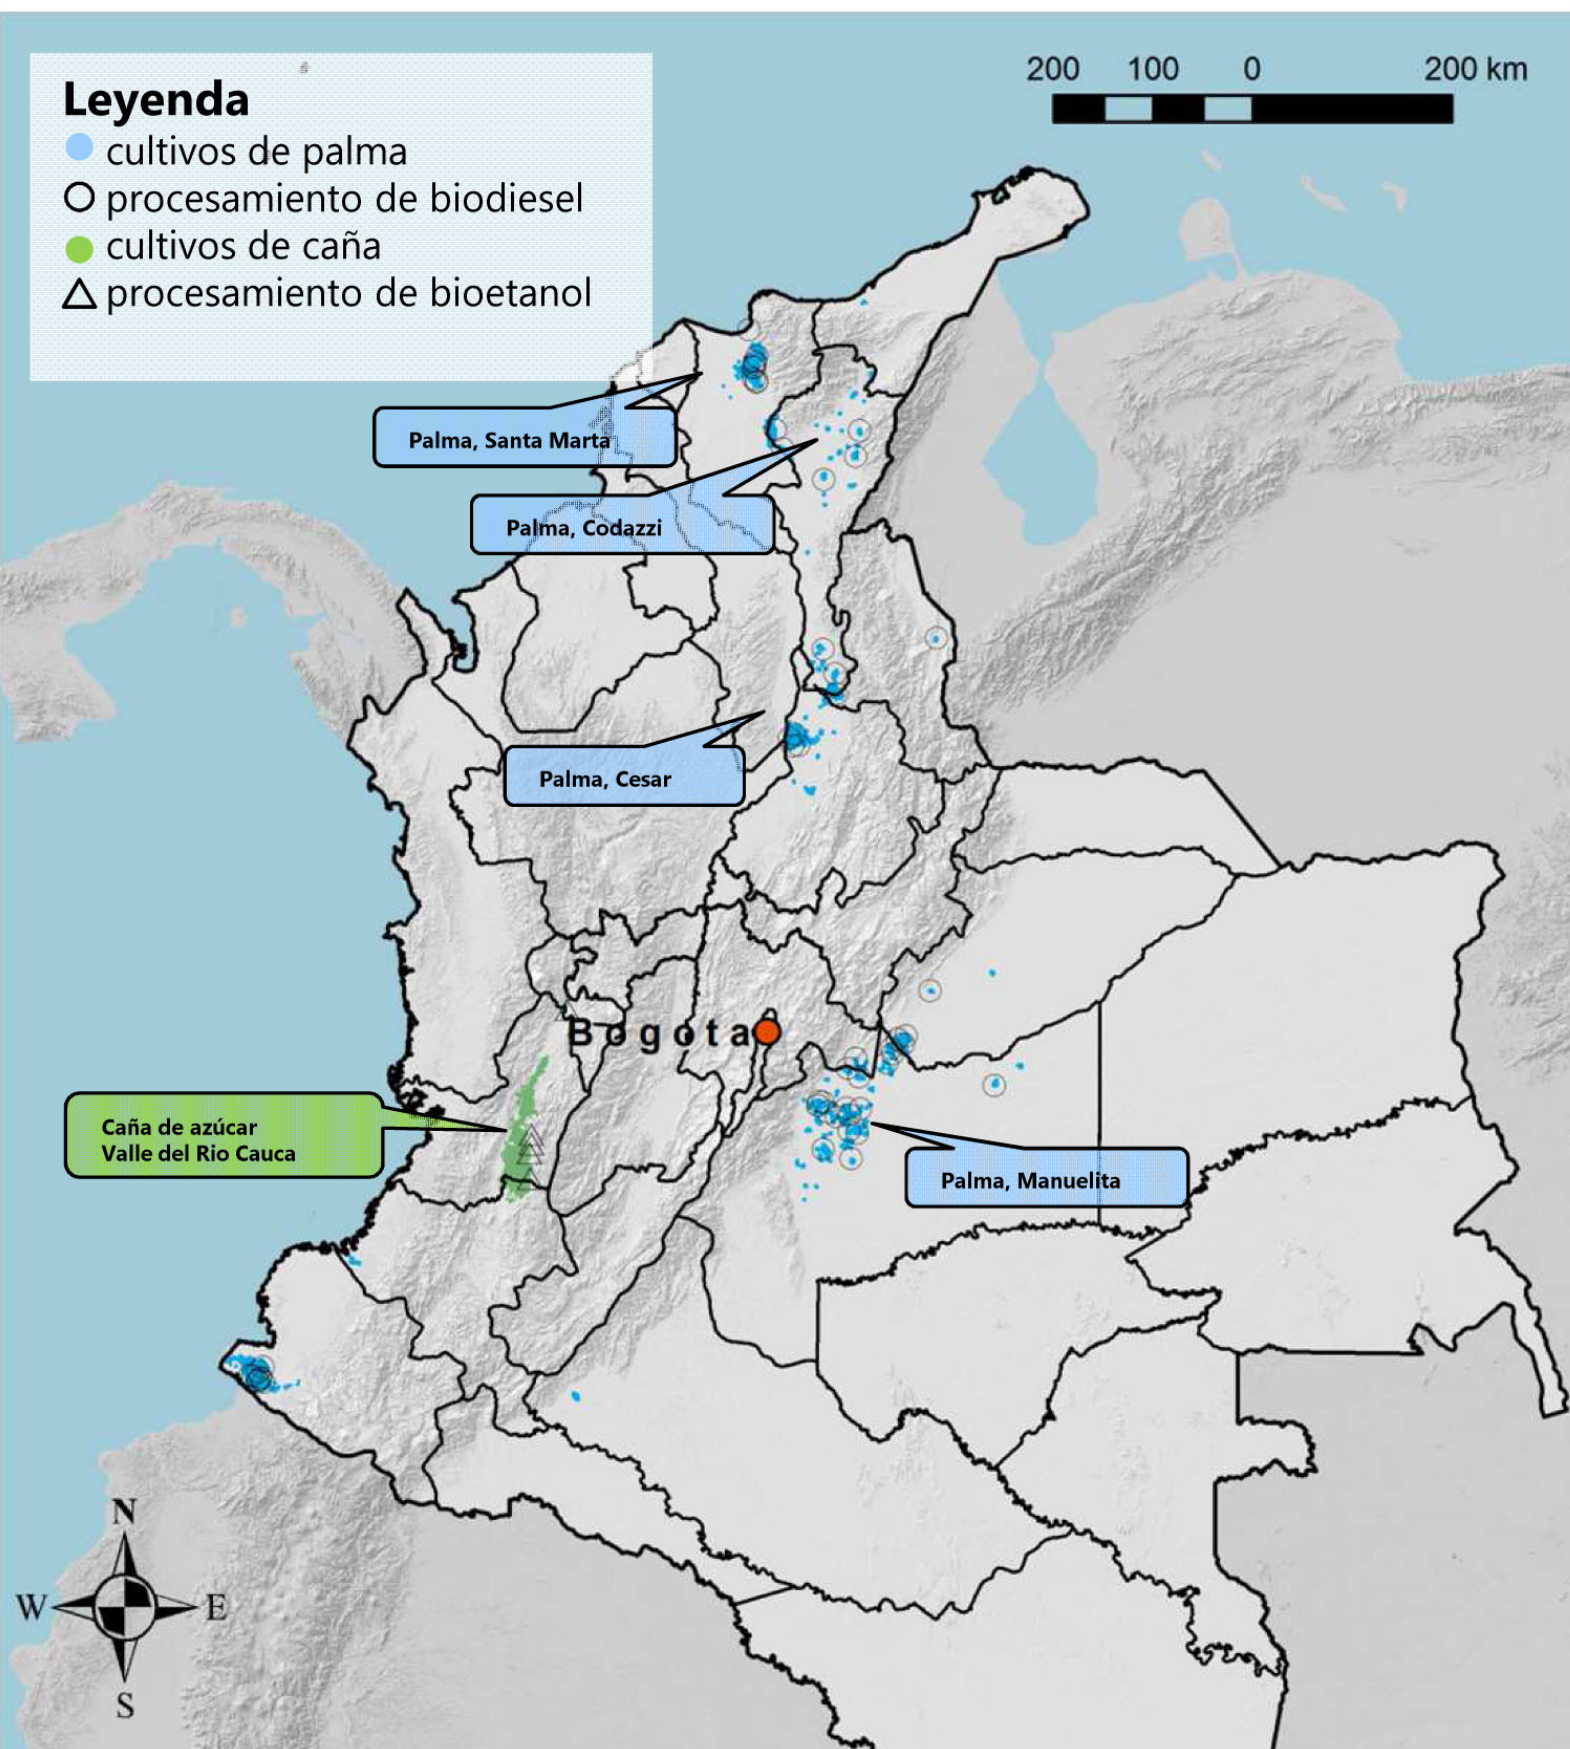 Leyenda
cultivos de palma
procesamiento de biodiesel
cultivos de caña
procesamiento de bioetanol
200 100 0 200 km
Palma, Santa Marta
Palma, Codazzi
Palma, Cesar
Bogota
Caña de azúcar
Valle del Rio Cauca
Palma, Manuelita
N
W E
S